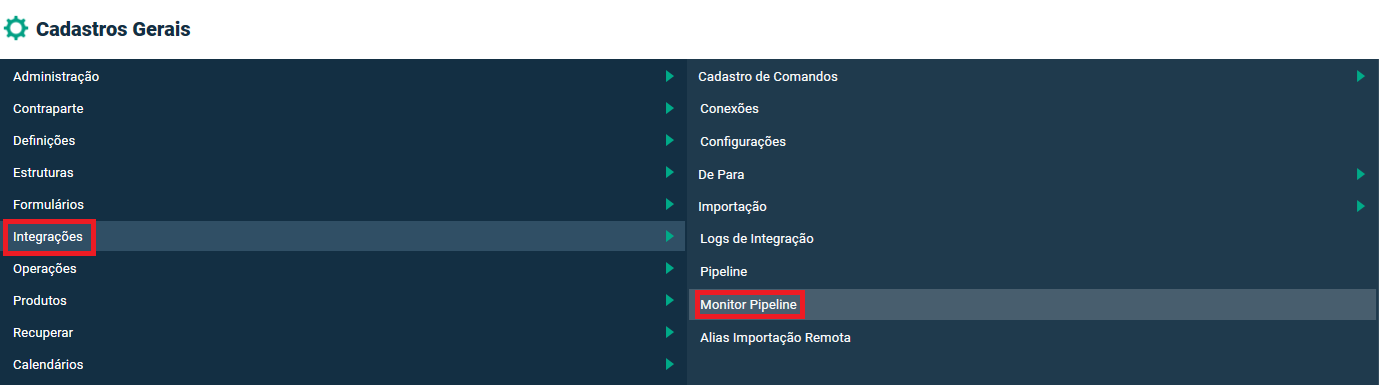 Cadastros Gerais
Administração
Contraparte
Definições
Estruturas
Formulários
Integrações
Operações
Produtos
Recuperar
Calendários
Cadastro de Comandos
Conexões
Configurações
De Para
Importação
Logs de Integração
Pipeline
Monitor Pipeline
Alias Importação Remota